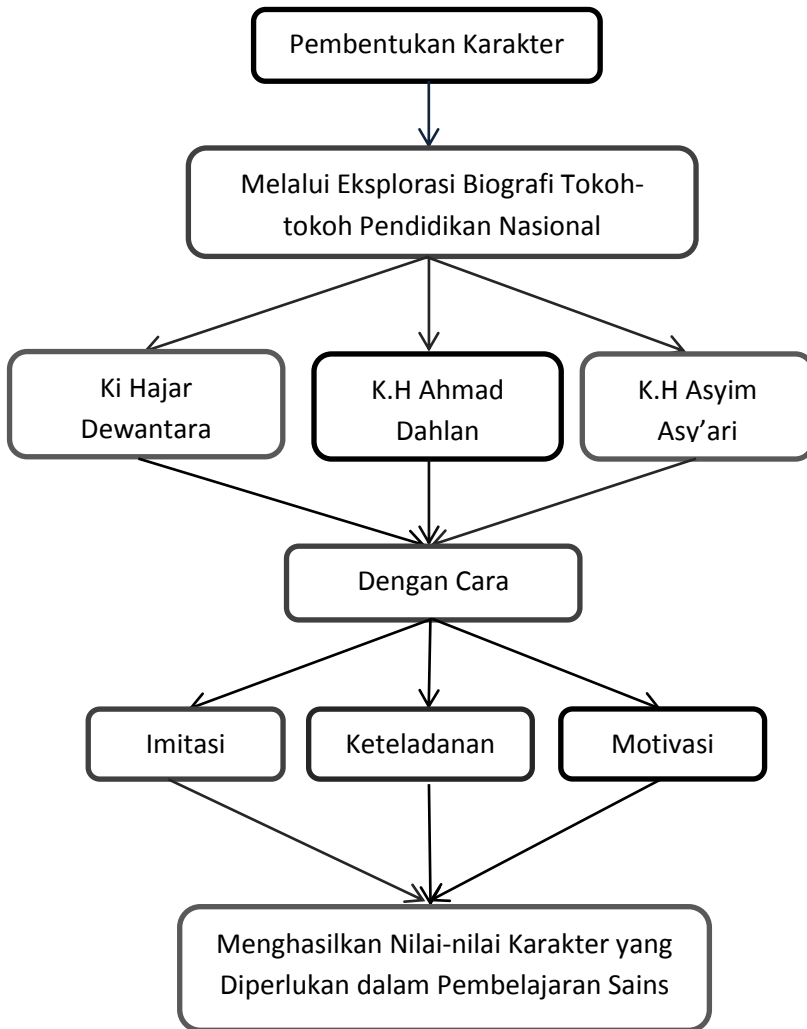 Pembentukan Karakter
Melalui Eksplorasi Biografi Tokoh-
tokoh Pendidikan Nasional
Ki Hajar
Dewantara
K.H Ahmad
Dahlan
K.H Asyim
Asy’ari
Dengan Cara
Imitasi
Keteladanan
Motivasi
Menghasilkan Nilai-nilai Karakter yang
Diperlukan dalam Pembelajaran Sains